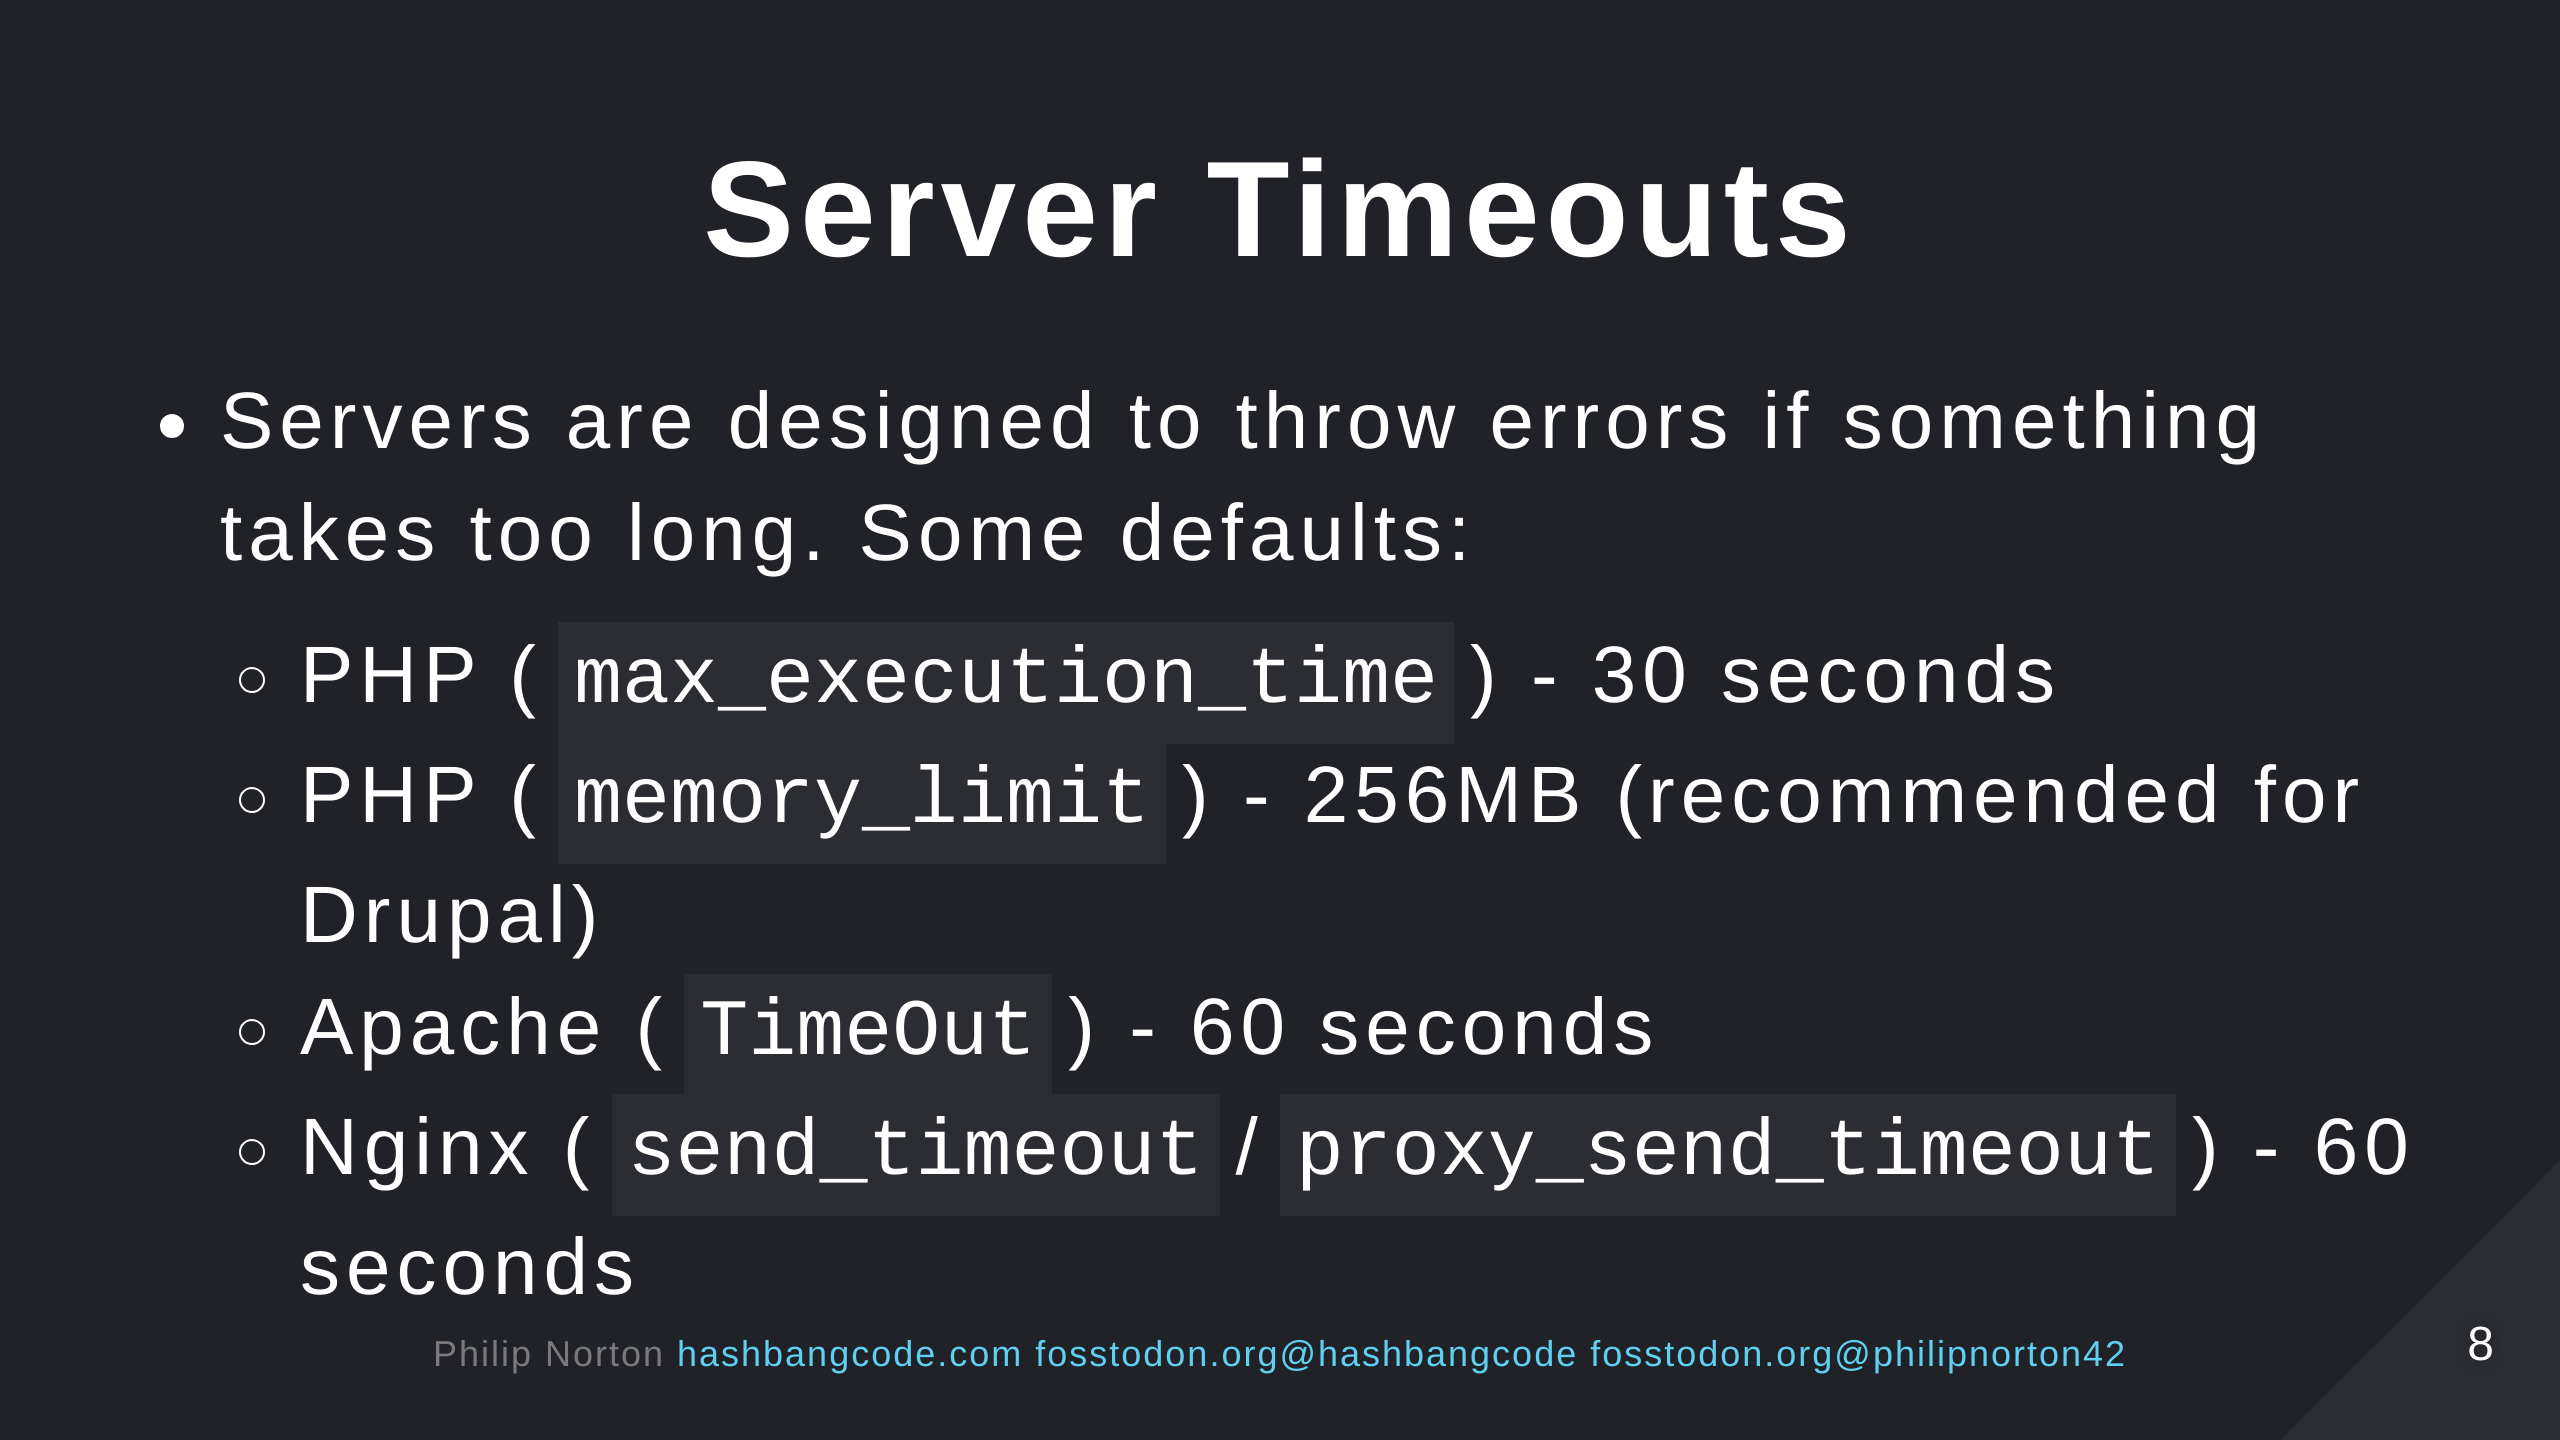 Server Timeouts
Servers are designed to throw errors if something
takes too long. Some defaults:
PHP ( max_execution_time ) - 30 seconds
PHP ( memory_limit ) - 256MB (recommended for
Drupal)
Apache ( TimeOut ) - 60 seconds
Nginx ( send_timeout / proxy_send_timeout ) - 60
seconds
Philip Norton hashbangcode.com fosstodon.org@hashbangcode fosstodon.org@philipnorton42
8